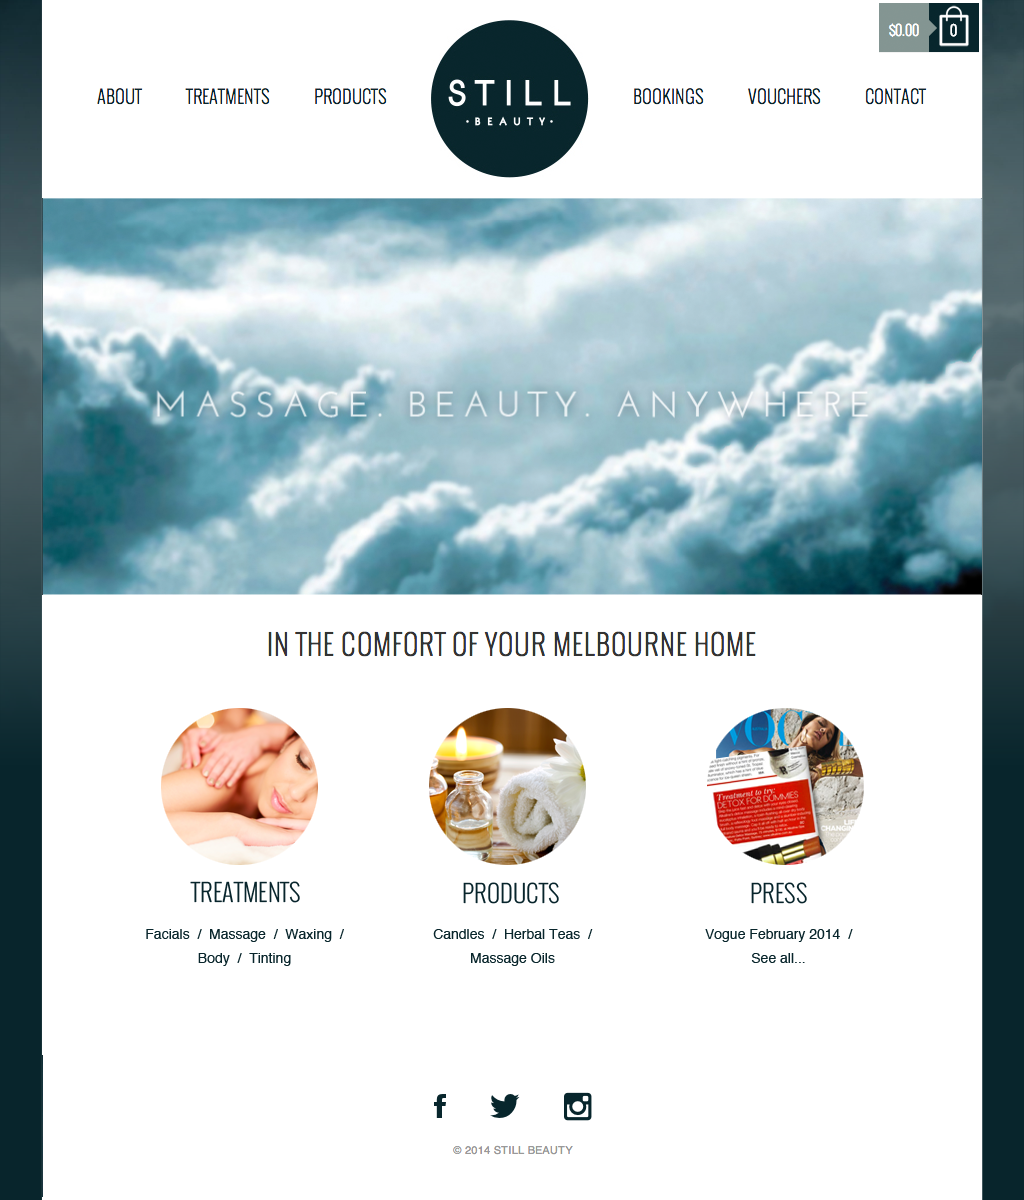 $0.00 0
ABOUT TREATMENTS PRODUCTS
STILL
·BEAUTY·
BOOKINGS VOUCHERS CONTACT
MASSAGE. BEAUTY. ANYWHERE
IN THE COMFORT OF YOUR MELBOURNE HOME
Treatment to try:
DETOX FOR DUMMIES
TREATMENTS
Facials / Massage / Waxing /
Body / Tinting
PRODUCTS
Candles / Herbal Teas /
Massage Oils
PRESS
Vogue February 2014 /
See all...
© 2014 STILL BEAUTY